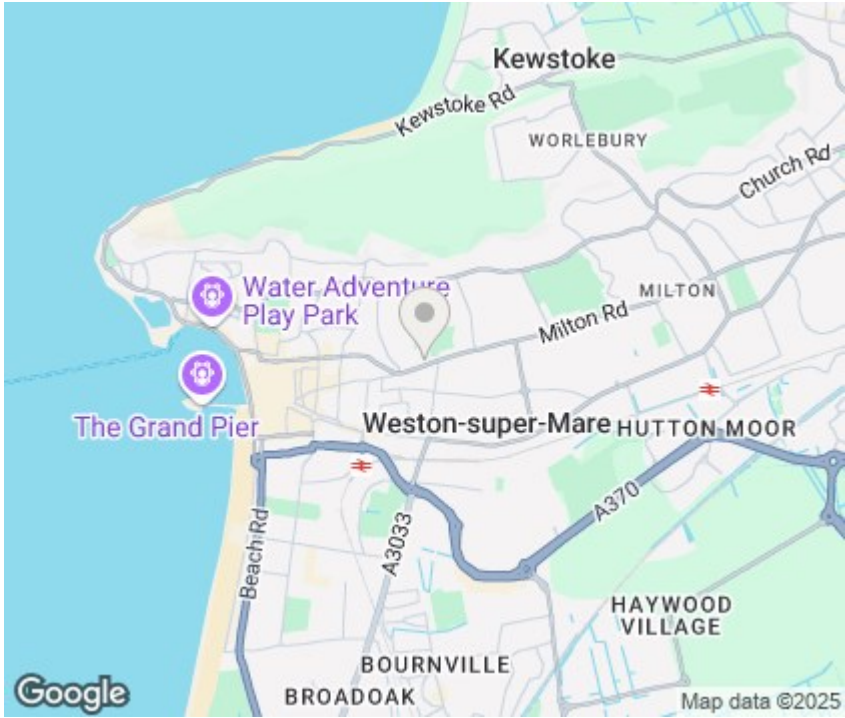 Kewstoke
Kewstoke Rd
WORLEBURY
Church Rd
Water Adventure
Play Park
MILTON
Milton Rd
The Grand Pier
Weston-super-Mare
HUTTON MOOR
A370
Beach Rd
A3033
HAYWOOD
VILLAGE
BOURNVILLE
BROADOAK
Google
Map data ©2025